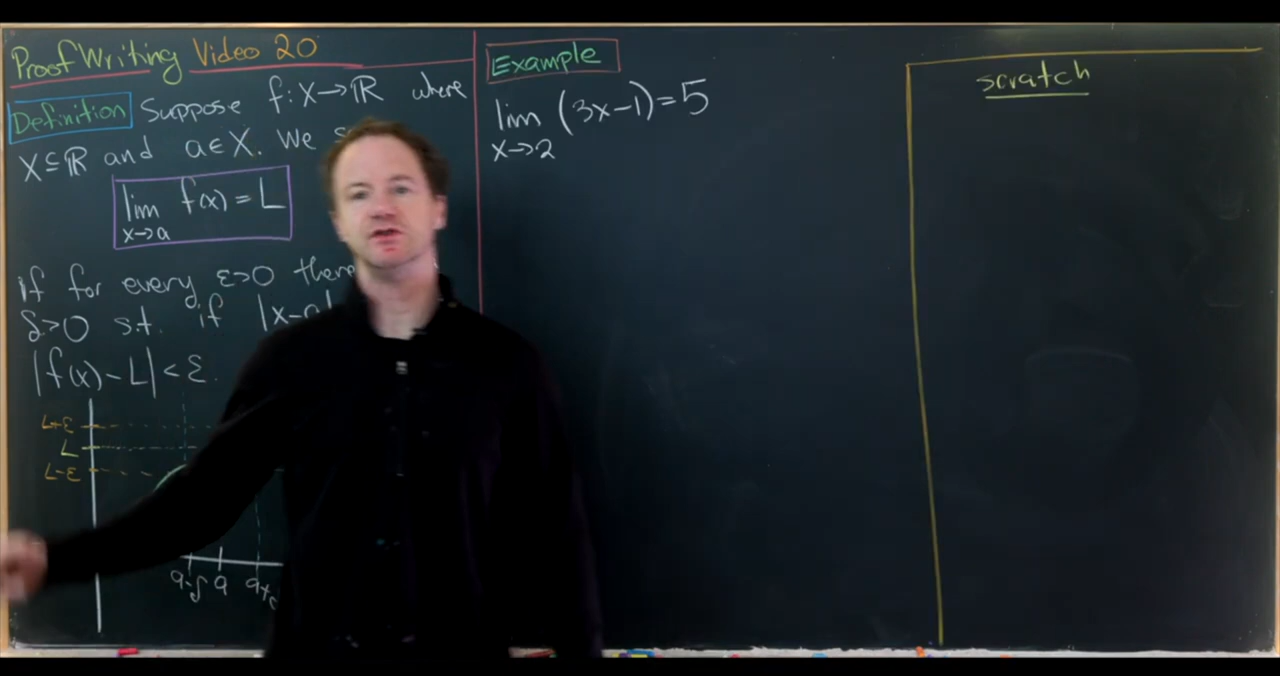 Proof Writing Video 20
Definition Suppose f: X→ℝ where
X⊆ℝ and a∈X. We
lim f(x) = L
x→a
if for every ε>0 there
δ>0 s.t. if |x-a|
|f(x) - L| < ε.
L+ε
L
L-ε
a-δ a
Example
lim (3x-1)=5
x→2
scratch